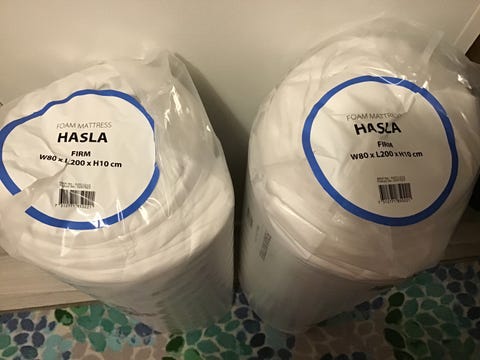 FOAM MATTRESS
HASLA
FIRM
W80 x L200 x H10 cm
FOAM MATTRESS
HASLA
FIRM
W80 x L200 x H10 cm